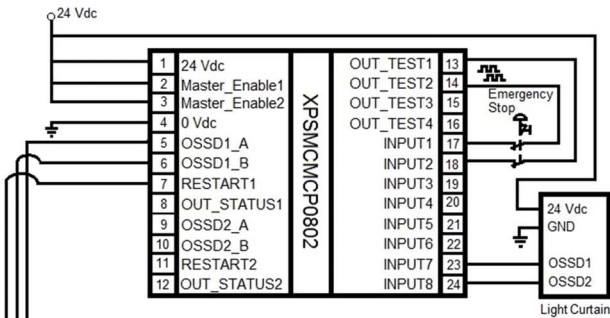 24 Vdc
1 24 Vdc
2 Master_Enable1
3 Master_Enable2
4 0 Vdc
5 OSSD1_A
6 OSSD1_B
7 RESTART1
8 OUT_STATUS1
9 OSSD2_A
10 OSSD2_B
11 RESTART2
12 OUT_STATUS2
XPSMCMCP0802
OUT_TEST1 13
OUT_TEST2 14
OUT_TEST3 15
OUT_TEST4 16
INPUT1 17
INPUT2 18
INPUT3 19
INPUT4 20
INPUT5 21
INPUT6 22
INPUT7 23
INPUT8 24
Emergency
Stop
24 Vdc
GND
OSSD1
OSSD2
Light Curtain